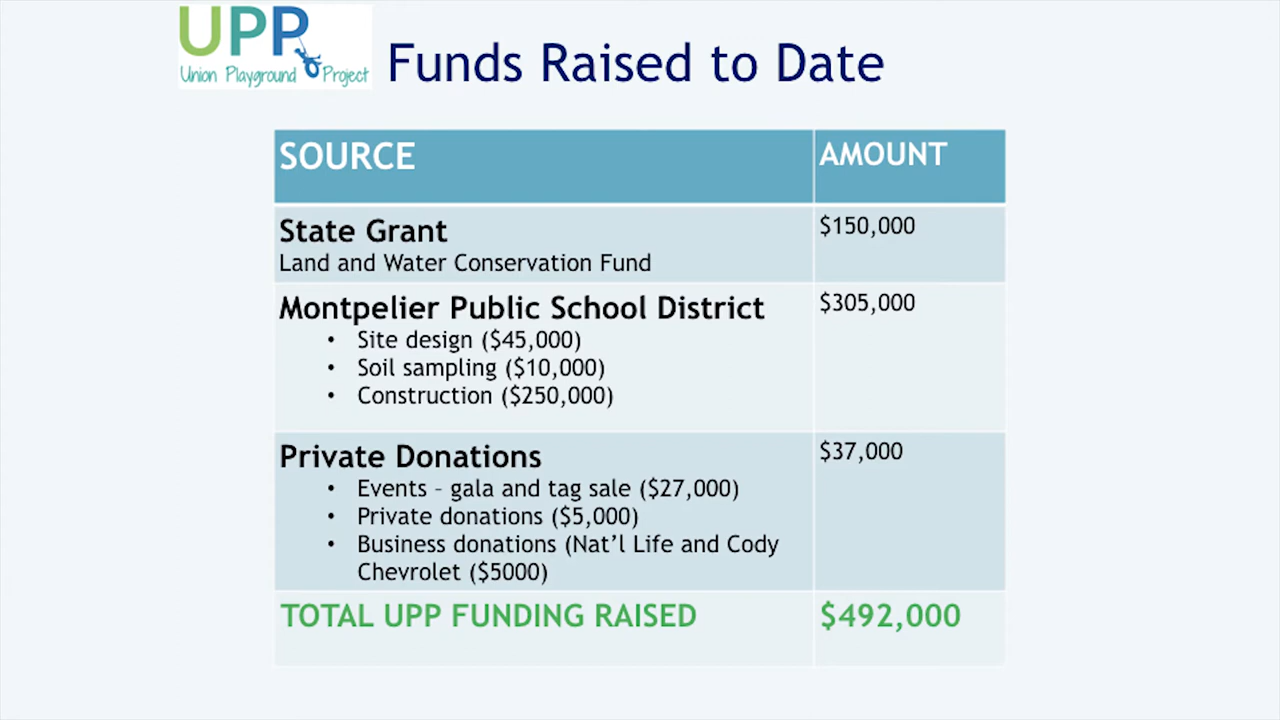 UPP
Union Playground Project
Funds Raised to Date
SOURCE AMOUNT
State Grant $150,000
Land and Water Conservation Fund
Montpelier Public School District $305,000
• Site design ($45,000)
• Soil sampling ($10,000)
• Construction ($250,000)
Private Donations $37,000
• Events – gala and tag sale ($27,000)
• Private donations ($5,000)
• Business donations (Nat’l Life and Cody
Chevrolet ($5000)
TOTAL UPP FUNDING RAISED $492,000